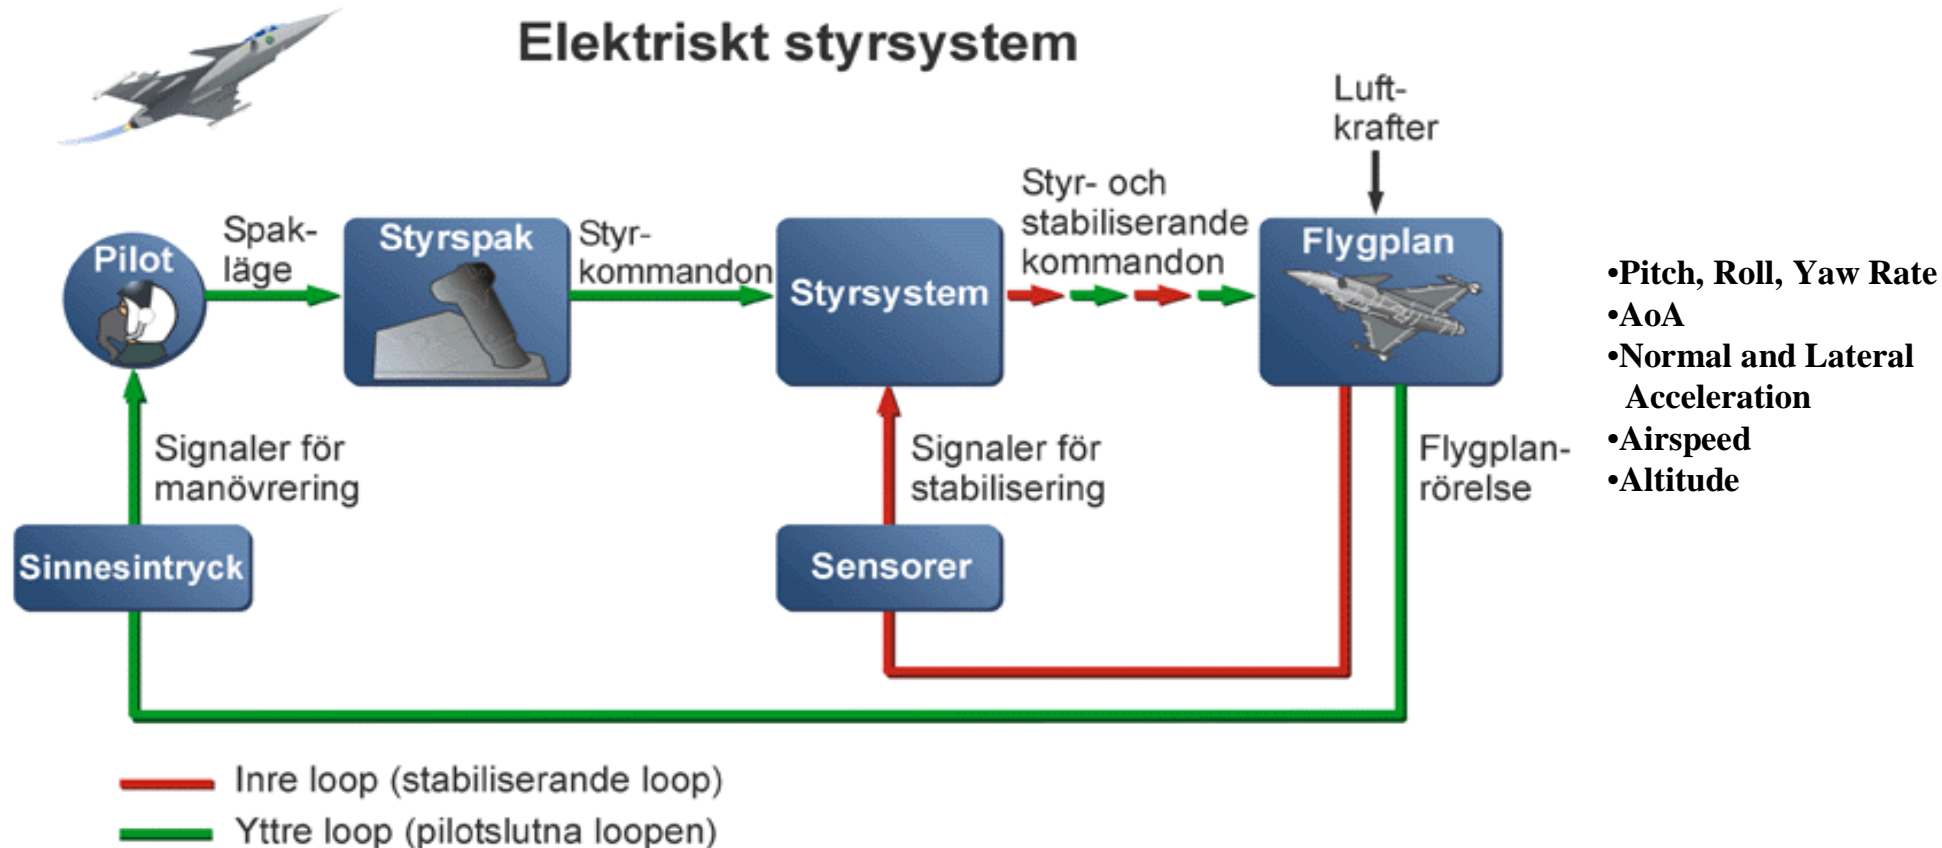 Elektriskt styrsystem
Luft-
krafter
Pilot
Spak-
läge
Styrspak
Styr-
kommandon
Styrsystem
Styr- och
stabiliserande
kommandon
Flygplan
•Pitch, Roll, Yaw Rate
•AoA
•Normal and Lateral
Acceleration
•Airspeed
•Altitude
Signaler för
manövrering
Signaler för
stabilisering
Flygplan-
rörelse
Sinnesintryck
Sensorer
Inre loop (stabiliserande loop)
Yttre loop (pilotslutna loopen)